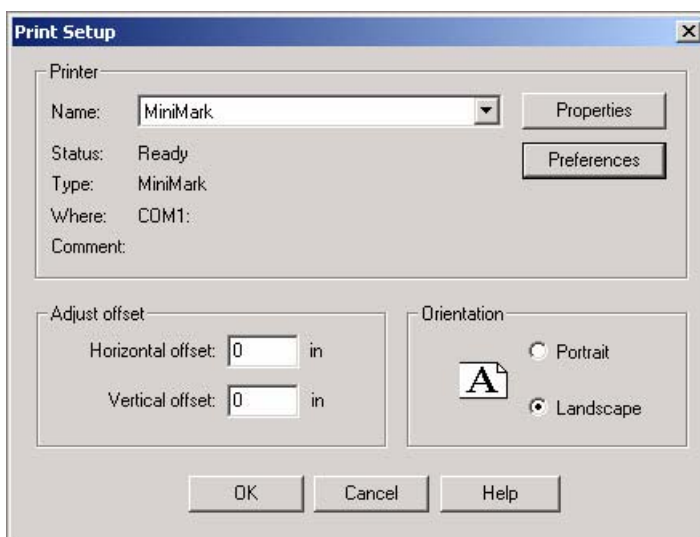 Print Setup
Printer
Name: MiniMark Properties
Status: Ready Preferences
Type: MiniMark
Where: COM1:
Comment:
Adjust offset
Horizontal offset: 0 in
Vertical offset: 0 in
Orientation
A
Portrait
Landscape
OK Cancel Help